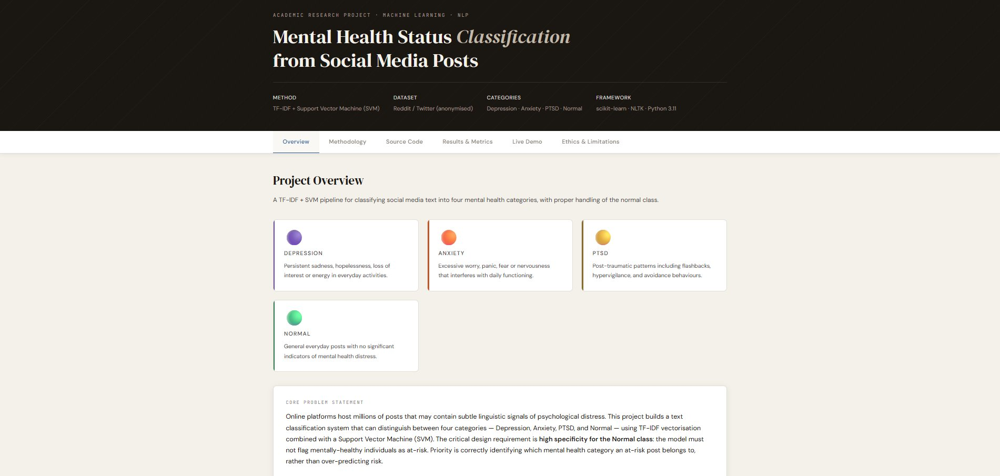 ACADEMIC RESEARCH PROJECT · MACHINE LEARNING · NLP
Mental Health Status Classification
from Social Media Posts
METHOD
TF-IDF + Support Vector Machine (SVM)
DATASET
Reddit / Twitter (anonymised)
CATEGORIES
Depression · Anxiety · PTSD · Normal
FRAMEWORK
scikit-learn · NLTK · Python 3.11
Overview
Methodology
Source Code
Results & Metrics
Live Demo
Ethics & Limitations
Project Overview
A TF-IDF + SVM pipeline for classifying social media text into four mental health categories, with proper handling of the normal class.
DEPRESSION
Persistent sadness, hopelessness, loss of
interest or energy in everyday activities.
ANXIETY
Excessive worry, panic, fear or nervousness
that interferes with daily functioning.
PTSD
Post-traumatic patterns including flashbacks,
hypervigilance, and avoidance behaviours.
NORMAL
General everyday posts with no significant
indicators of mental health distress.
CORE PROBLEM STATEMENT
Online platforms host millions of posts that may contain subtle linguistic signals of psychological distress. This project builds a text
classification system that can distinguish between four categories — Depression, Anxiety, PTSD, and Normal — using TF-IDF vectorisation
combined with a Support Vector Machine (SVM). The critical design requirement is high specificity for the Normal class: the model must
not flag mentally-healthy individuals as at-risk. Priority is correctly identifying which mental health category an at-risk post belongs to,
rather than over-predicting risk.